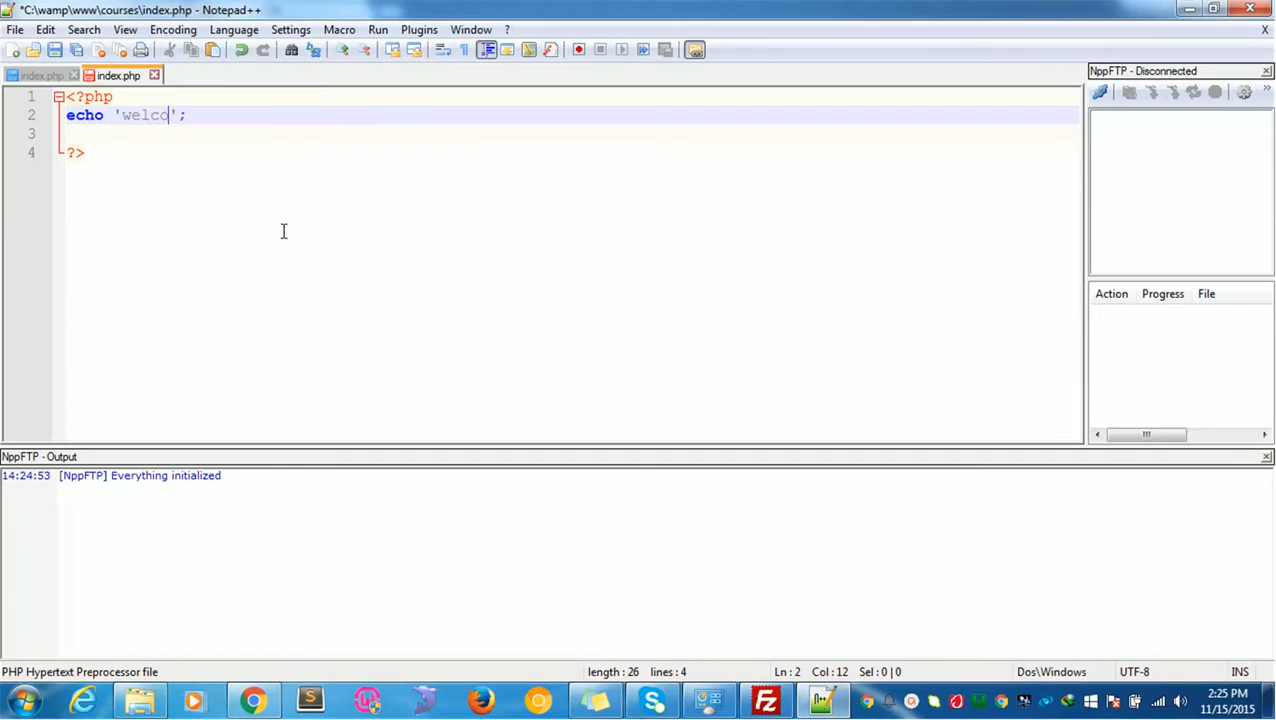 *C:\wamp\www\courses\index.php - Notepad++
File Edit Search View Encoding Language Settings Macro Run Plugins Window ? X
index.php index.php
NppFTP - Disconnected
1 <?php
2 echo 'welco';
3
4 ?>
Action Progress File
NppFTP - Output
14:24:53 [NppFTP] Everything initialized
PHP Hypertext Preprocessor file length : 26 lines : 4 Ln : 2 Col : 12 Sel : 0 | 0 Dos\Windows UTF-8 INS
2:25 PM
11/15/2015